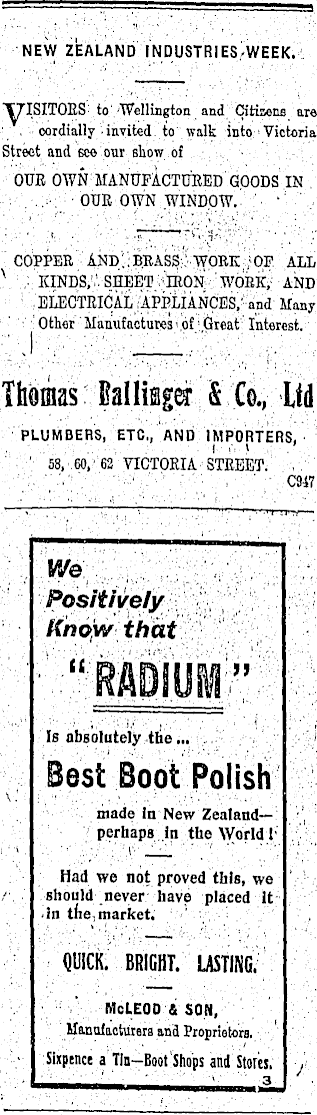 NEW ZEALAND INDUSTRIES WEEK.
VISITORS to Wellington and Citizens are
cordially invited to walk into Victoria
Street and see our show of
OUR OWN MANUFACTURED GOODS IN
OUR OWN WINDOW.
COPPER AND BRASS WORK OF ALL
KINDS, SHEET IRON WORK, AND
ELECTRICAL APPLIANCES, and Many
Other Manufactures of Great Interest.
Thomas Ballinger & Co., Ltd
PLUMBERS, ETC., AND IMPORTERS,
58, 60, 62 VICTORIA STREET.
C947
We
Positively
Know that
"RADIUM"
Is absolutely the...
Best Boot Polish
made in New Zealand—
perhaps in the World!
Had we not proved this, we
should never have placed it
in the market.
QUICK. BRIGHT. LASTING.
McLEOD & SON,
Manufacturers and Proprietors.
Sixpence a Tin—Boot Shops and Stores.
3